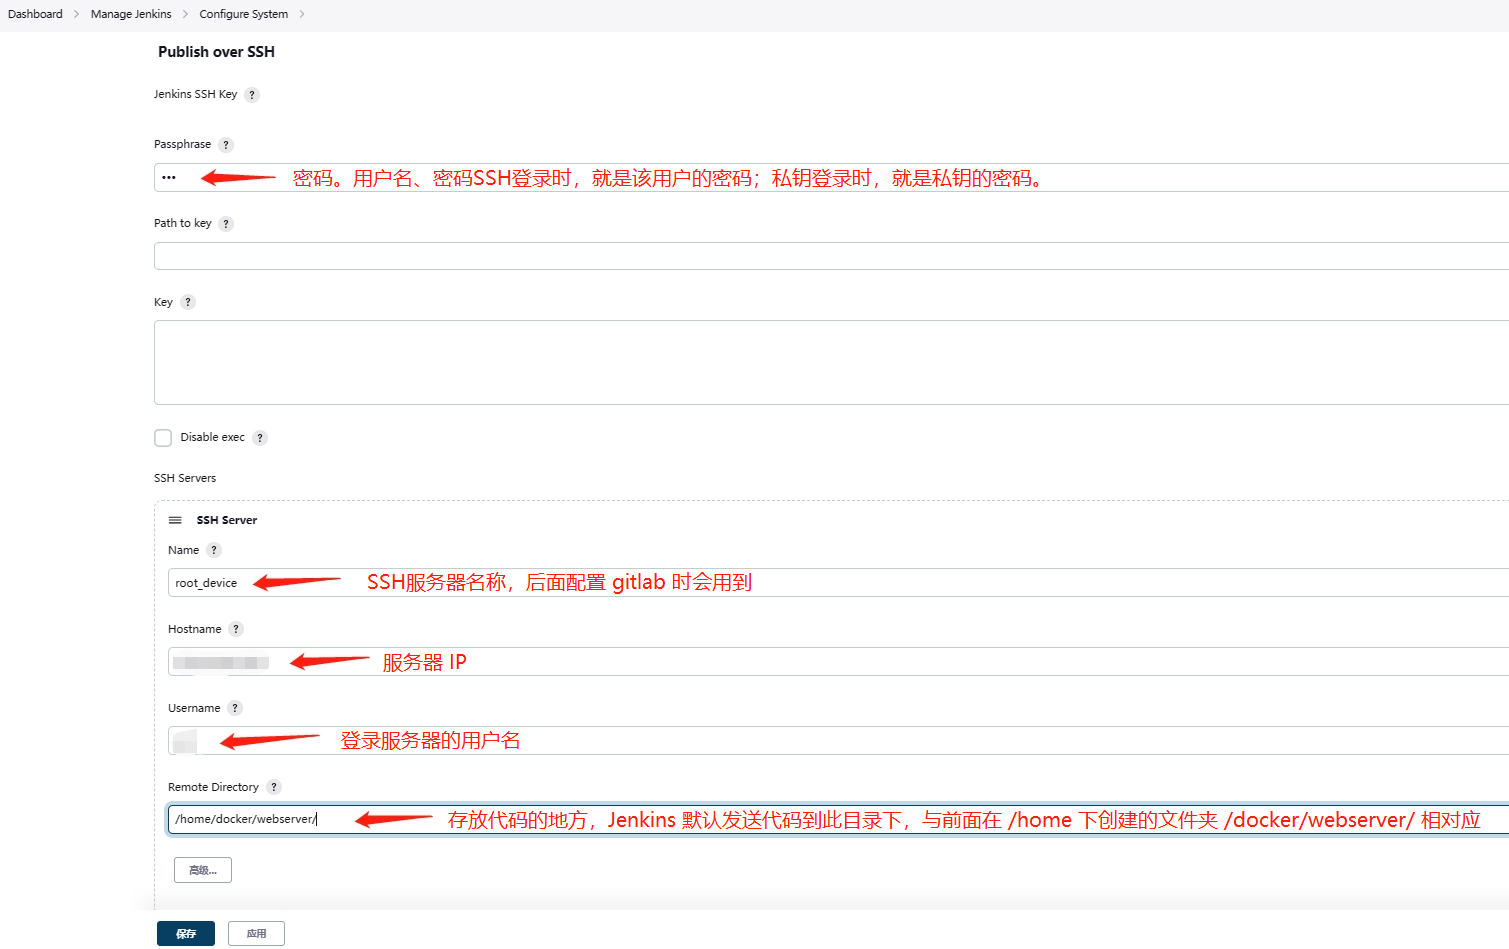 Dashboard > Manage Jenkins > Configure System >
Publish over SSH
Jenkins SSH Key ?
Passphrase ?
••• 密码。用户名、密码SSH登录时，就是该用户的密码；私钥登录时，就是私钥的密码。
Path to key ?
Key ?
Disable exec ?
SSH Servers
SSH Server
Name ?
root_device SSH服务器名称，后面配置 gitlab 时会用到
Hostname ?
服务器 IP
Username ?
登录服务器的用户名
Remote Directory ?
/home/docker/webserver/ 存放代码的地方，Jenkins 默认发送代码到此目录下，与前面在 /home 下创建的文件夹 /docker/webserver/ 相对应
高级...
保存 应用